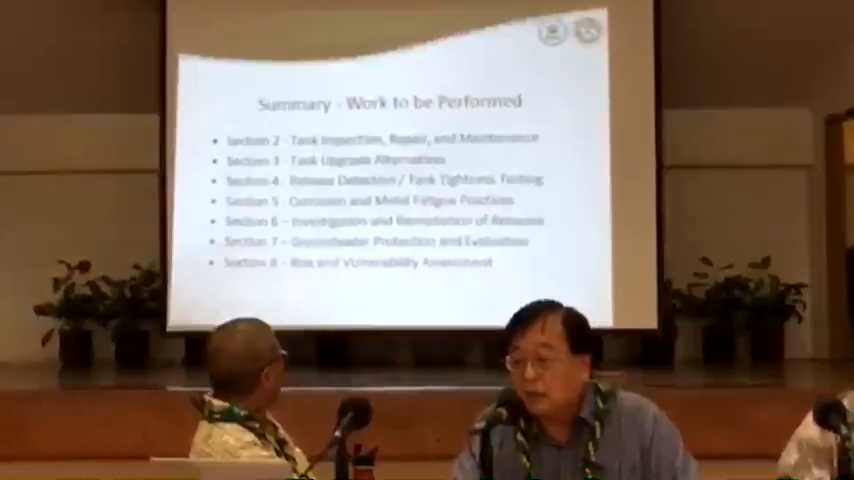 Summary - Work to be Performed
• Section 2 - Tank Inspection, Repair, and Maintenance
• Section 3 - Tank Upgrade Alternatives
• Section 4 - Release Detection / Tank Tightness Testing
• Section 5 - Corrosion and Metal Fatigue Practices
• Section 6 – Investigation and Remediation of Releases
• Section 7 – Groundwater Protection and Evaluation
• Section 8 - Risk and Vulnerability Assessment